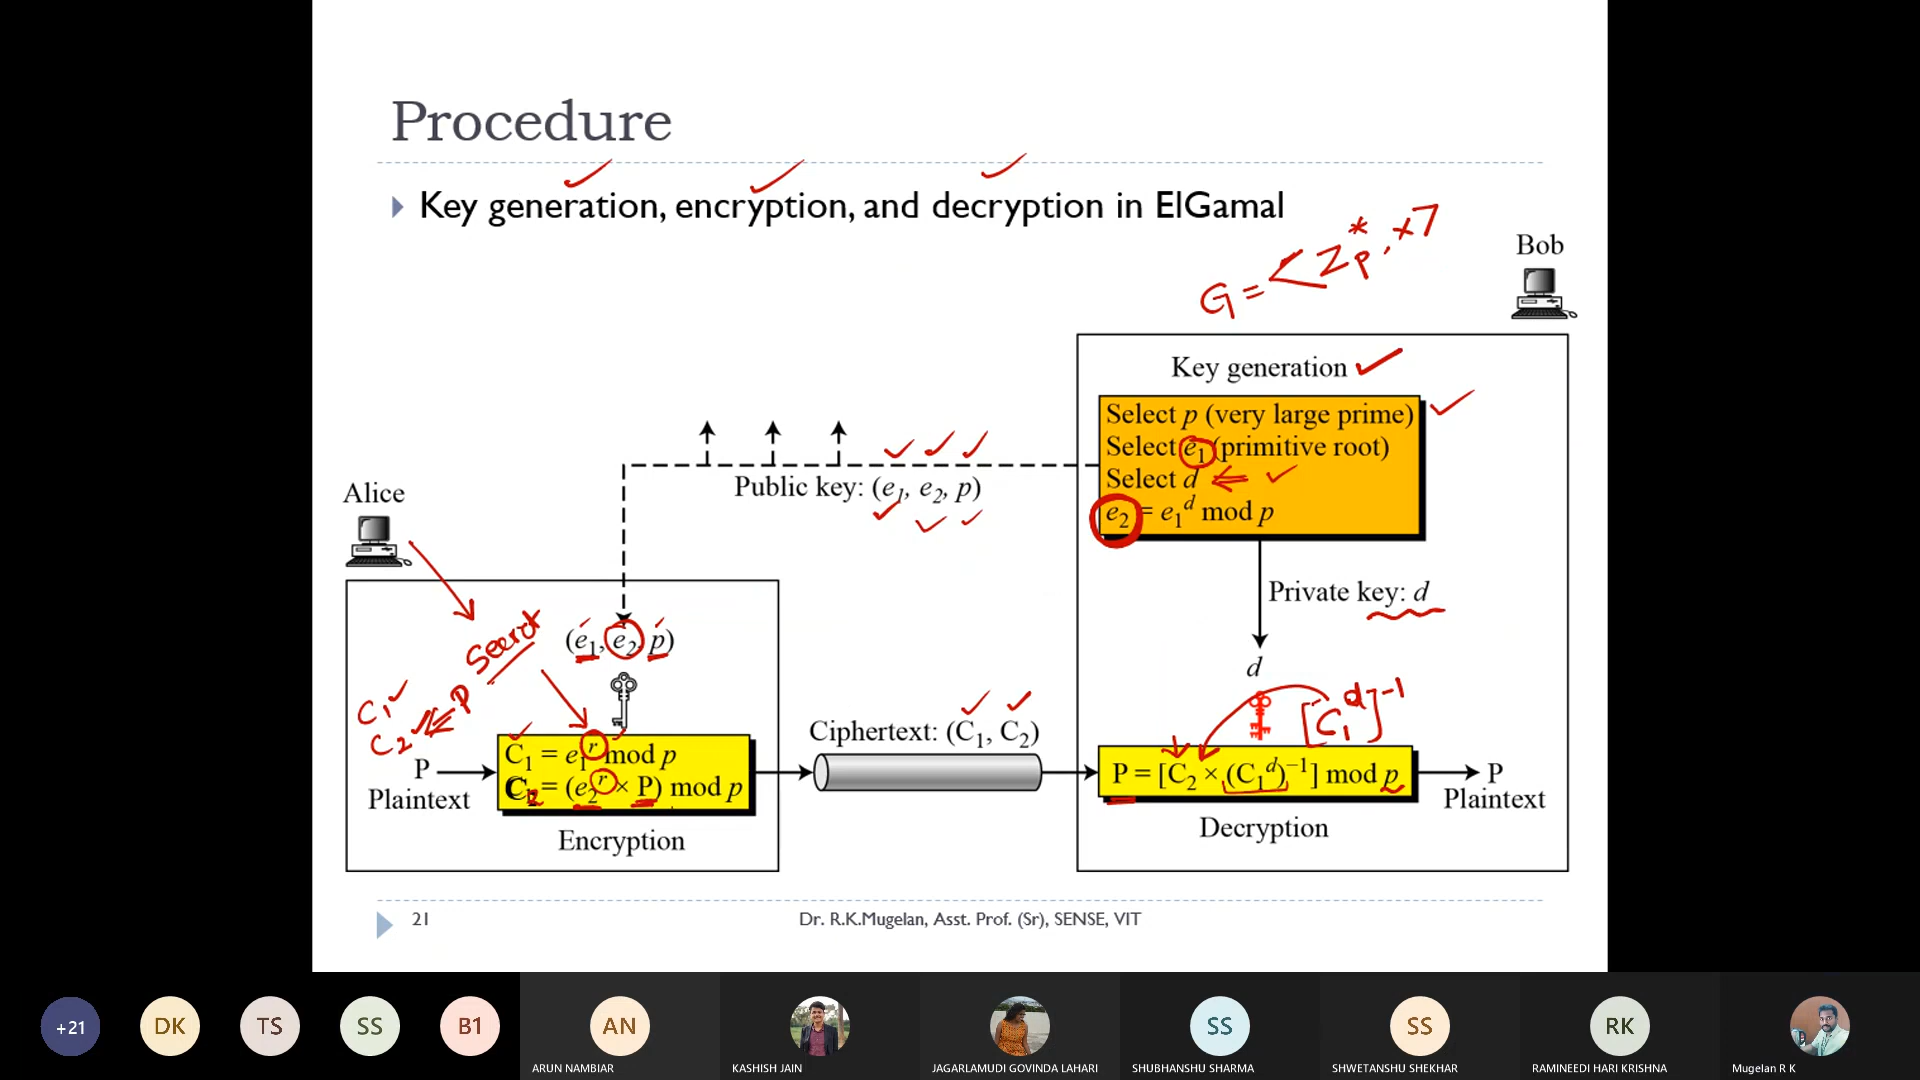 Procedure
Key generation, encryption, and decryption in ElGamal
G = <Zp*, ×>
Bob
Key generation
Select p (very large prime)
Select e1 (primitive root)
Select d
e2 = e1^d mod p
Public key: (e1, e2, p)
Alice
Private key: d
Secret
(e1, e2, p)
d
C1
C2
P
[C1^d]^-1
Ciphertext: (C1, C2)
C1 = e1^r mod p
C2 = (e2^r × P) mod p
P
Plaintext
P = [C2 × (C1^d)^-1] mod p
P
Plaintext
Encryption
Decryption
21
Dr. R.K.Mugelan, Asst. Prof. (Sr), SENSE, VIT
+21
DK
TS
SS
B1
AN
SS
SS
RK
ARUN NAMBIAR
KASHISH JAIN
JAGARLAMUDI GOVINDA LAHARI
SHUBHANSHU SHARMA
SHWETANSHU SHEKHAR
RAMINEEDI HARI KRISHNA
Mugelan R K